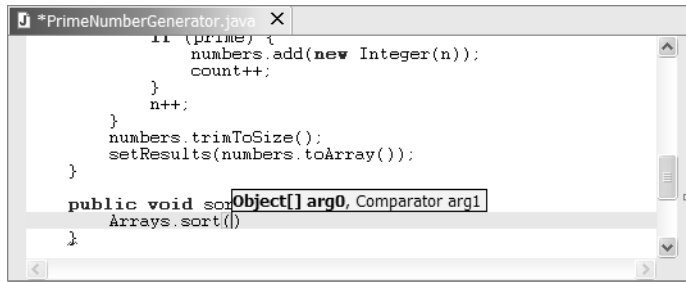 *PrimeNumberGenerator.java
if (prime) {
numbers.add(new Integer(n));
count++;
}
n++;
}
numbers.trimToSize();
setResults(numbers.toArray());
}
Object[] arg0, Comparator arg1
public void sor
Arrays.sort()
}